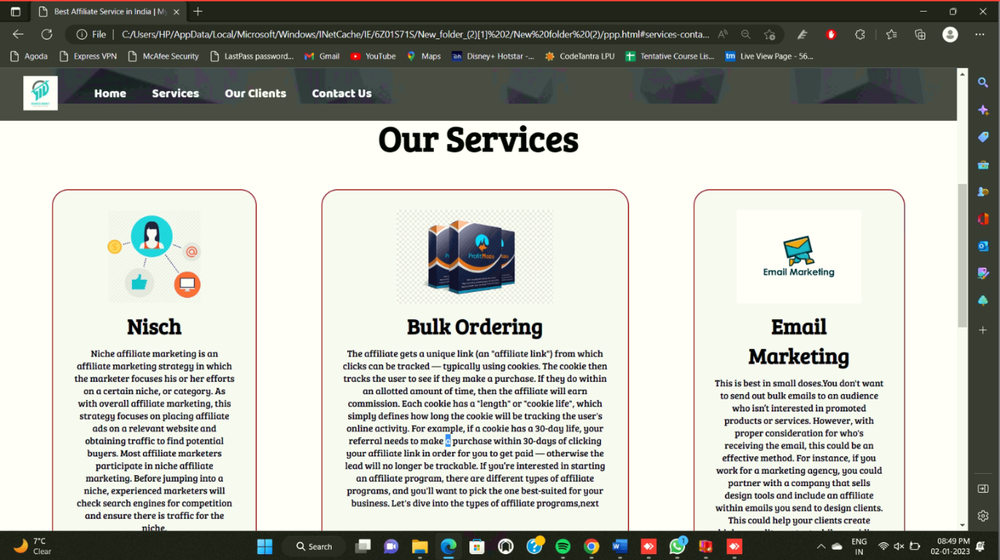 Best Affiliate Service in India | My
File
C:/Users/HP/AppData/Local/Microsoft/Windows/INetCache/IE/6Z01S71S/New_folder_(2)[1]%202/New%20folder%20(2)/ppp.html#services-conta...
Agoda
Express VPN
McAfee Security
LastPass password...
Gmail
YouTube
Maps
Disney+ Hotstar -...
CodeTantra LPU
Tentative Course Lis...
tm
Live View Page - 56...
Home
Services
Our Clients
Contact Us
Our Services
Nisch
Niche affiliate marketing is an
affiliate marketing strategy in which
the marketer focuses his or her efforts
on a certain niche, or category. As
with overall affiliate marketing, this
strategy focuses on placing affiliate
ads on a relevant website and
obtaining traffic to find potential
buyers. Most affiliate marketers
participate in niche affiliate
marketing. Before jumping into a
niche, experienced marketers will
check search engines for competition
and ensure there is traffic for the
niche.
ProfitMozo
Bulk Ordering
The affiliate gets a unique link (an "affiliate link") from which
clicks can be tracked — typically using cookies. The cookie then
tracks the user to see if they make a purchase. If they do within
an allotted amount of time, then the affiliate will earn
commission. Each cookie has a "length" or "cookie life", which
simply defines how long the cookie will be tracking the user's
online activity. For example, if a cookie has a 30-day life, your
referral needs to make a purchase within 30-days of clicking
your affiliate link in order for you to get paid — otherwise the
lead will no longer be trackable. If you're interested in starting
an affiliate program, there are different types of affiliate
programs, and you'll want to pick the one best-suited for your
business. Let's dive into the types of affiliate programs,next
Email Marketing
Email
Marketing
This is best in small doses.You don't want
to send out bulk emails to an audience
who isn't interested in promoted
products or services. However, with
proper consideration for who's
receiving the email, this could be an
effective method. For instance, if you
work for a marketing agency, you could
partner with a company that sells
design tools and include an affiliate
within emails you send to design clients.
This could help your clients create
7°C
Clear
Search
1
ENG
IN
08:49 PM
02-01-2023